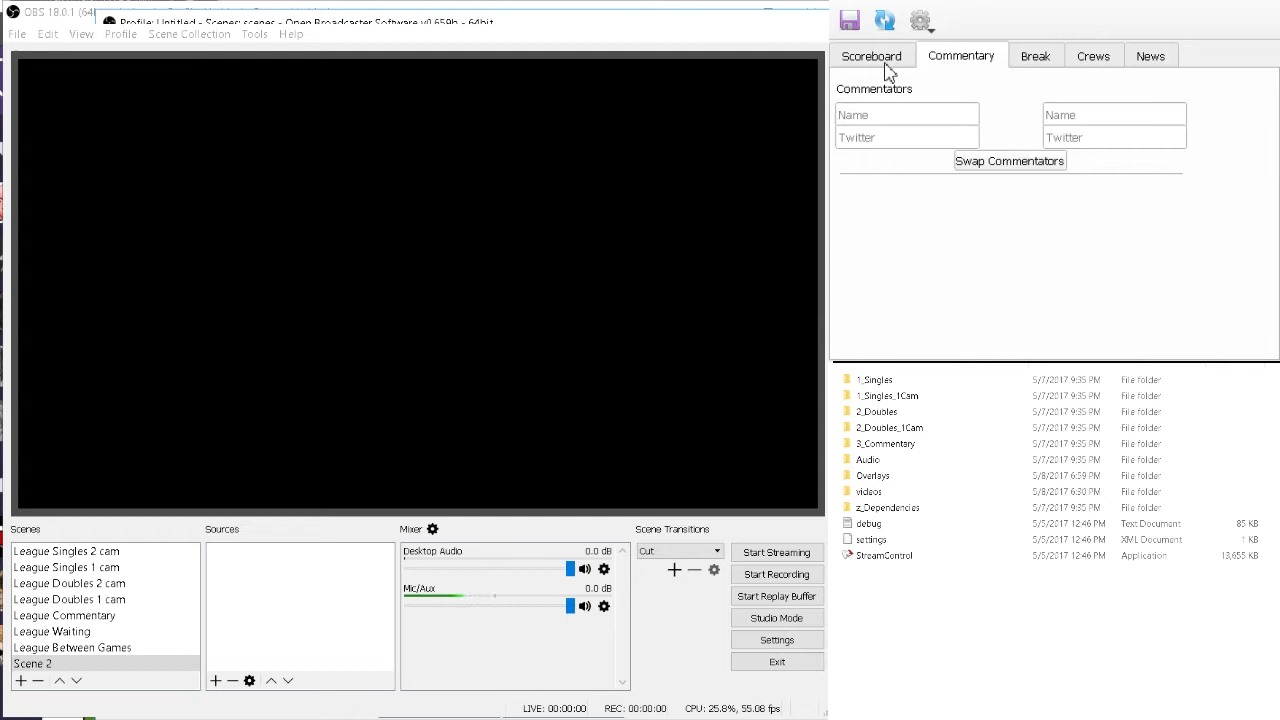 OBS 18.0.1 (64
Profile: Untitled - Scenes: scenes - Open Broadcaster Software v0.659b - 64bit
File Edit View Profile Scene Collection Tools Help
Scoreboard Commentary Break Crews News
Commentators
Name Name
Twitter Twitter
Swap Commentators
1_Singles 5/7/2017 9:35 PM File folder
1_Singles_1Cam 5/7/2017 9:35 PM File folder
2_Doubles 5/7/2017 9:35 PM File folder
2_Doubles_1Cam 5/7/2017 9:35 PM File folder
3_Commentary 5/7/2017 9:35 PM File folder
Audio 5/7/2017 9:35 PM File folder
Overlays 5/8/2017 6:59 PM File folder
videos 5/8/2017 6:30 PM File folder
z_Dependencies 5/7/2017 9:35 PM File folder
debug 5/5/2017 12:46 PM Text Document 85 KB
settings 5/5/2017 12:46 PM XML Document 1 KB
StreamControl 5/5/2017 12:46 PM Application 13,655 KB
Scenes Sources Mixer Scene Transitions
League Singles 2 cam
League Singles 1 cam
League Doubles 2 cam
League Doubles 1 cam
League Commentary
League Waiting
League Between Games
Scene 2
Desktop Audio 0.0 dB
Mic/Aux 0.0 dB
Cut
Start Streaming
Start Recording
Start Replay Buffer
Studio Mode
Settings
Exit
LIVE: 00:00:00 REC: 00:00:00 CPU: 25.8%, 55.08 fps